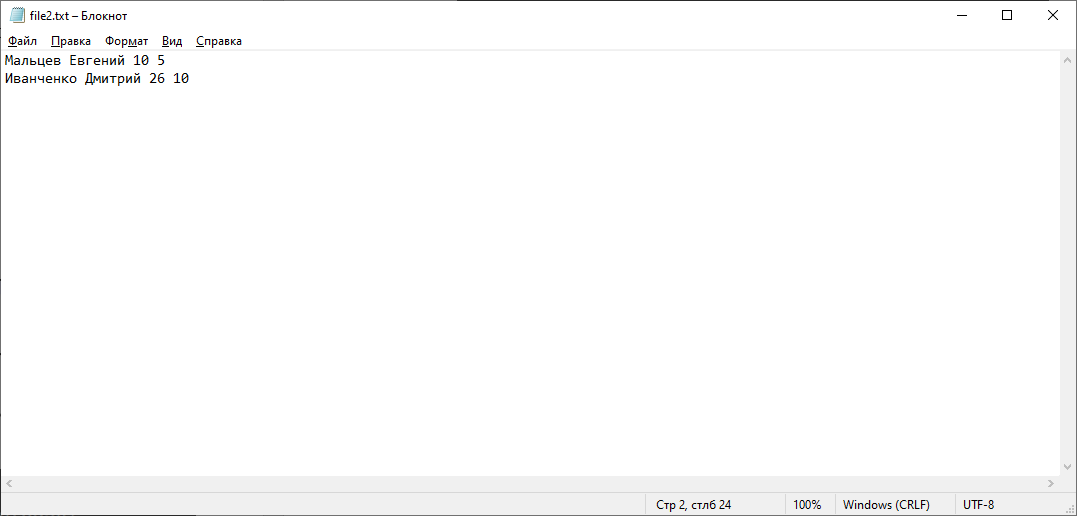 file2.txt – Блокнот
Файл Правка Формат Вид Справка
Мальцев Евгений 10 5
Иванченко Дмитрий 26 10
Стр 2, стлб 24 100% Windows (CRLF) UTF-8